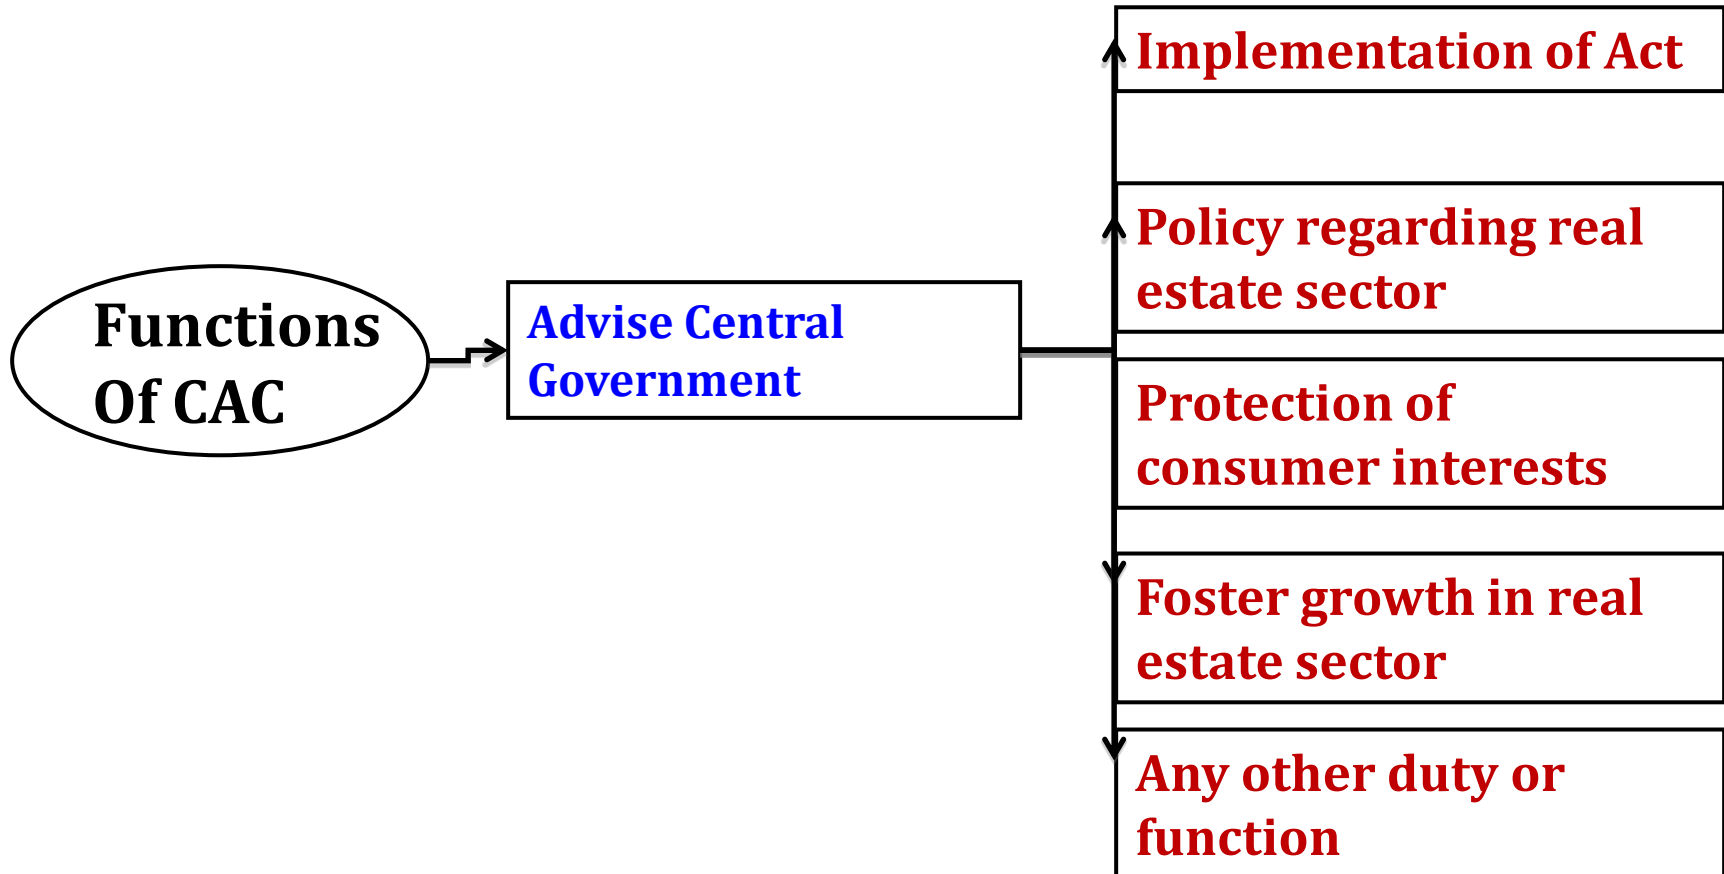 Functions
Of CAC
Advise Central
Government
Implementation of Act
Policy regarding real
estate sector
Protection of
consumer interests
Foster growth in real
estate sector
Any other duty or
function